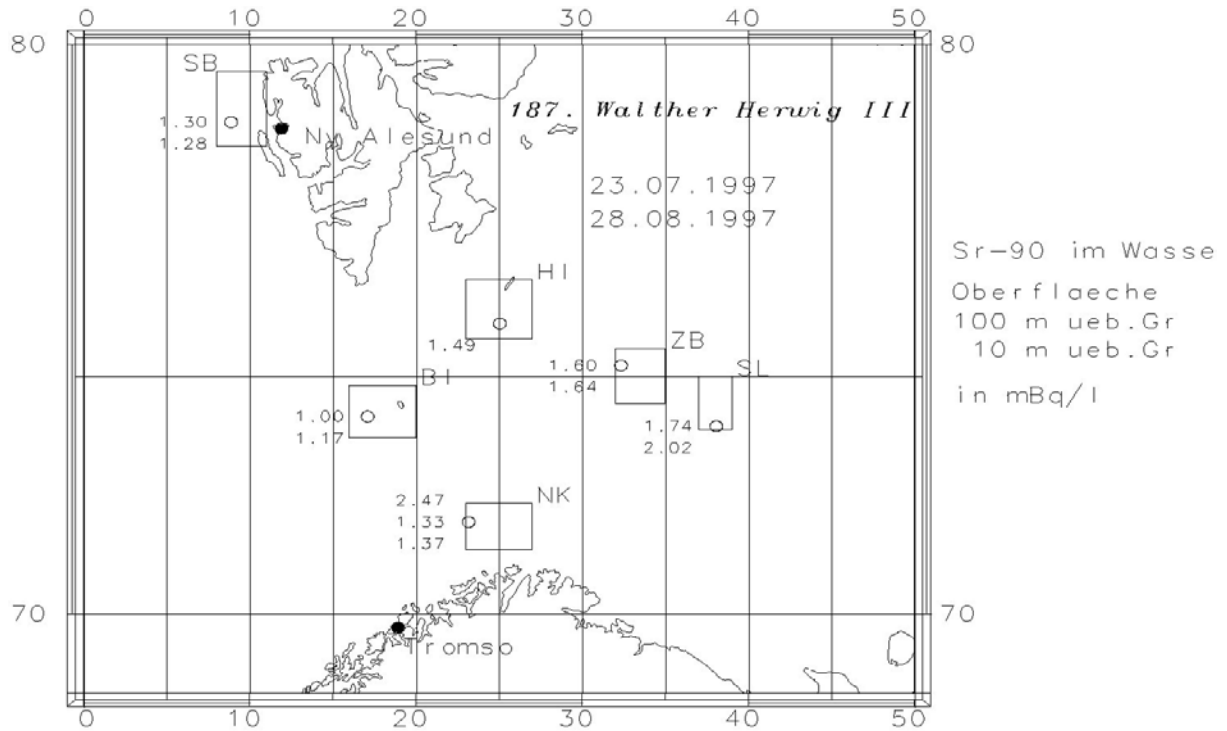 0 10 20 30 40 50
80 80
SB
187. Walther Herwig III
1.30
Ny Alesund
1.28
23.07.1997
28.08.1997
Sr-90 im Wasse
HI
Oberflaeche
100 m ueb.Gr
1.49
ZB
10 m ueb.Gr
1.60
SL
BI
1.64
in mBq/l
1.00
1.74
1.17
2.02
2.47
NK
1.33
1.37
70 70
Tromso
0 10 20 30 40 50